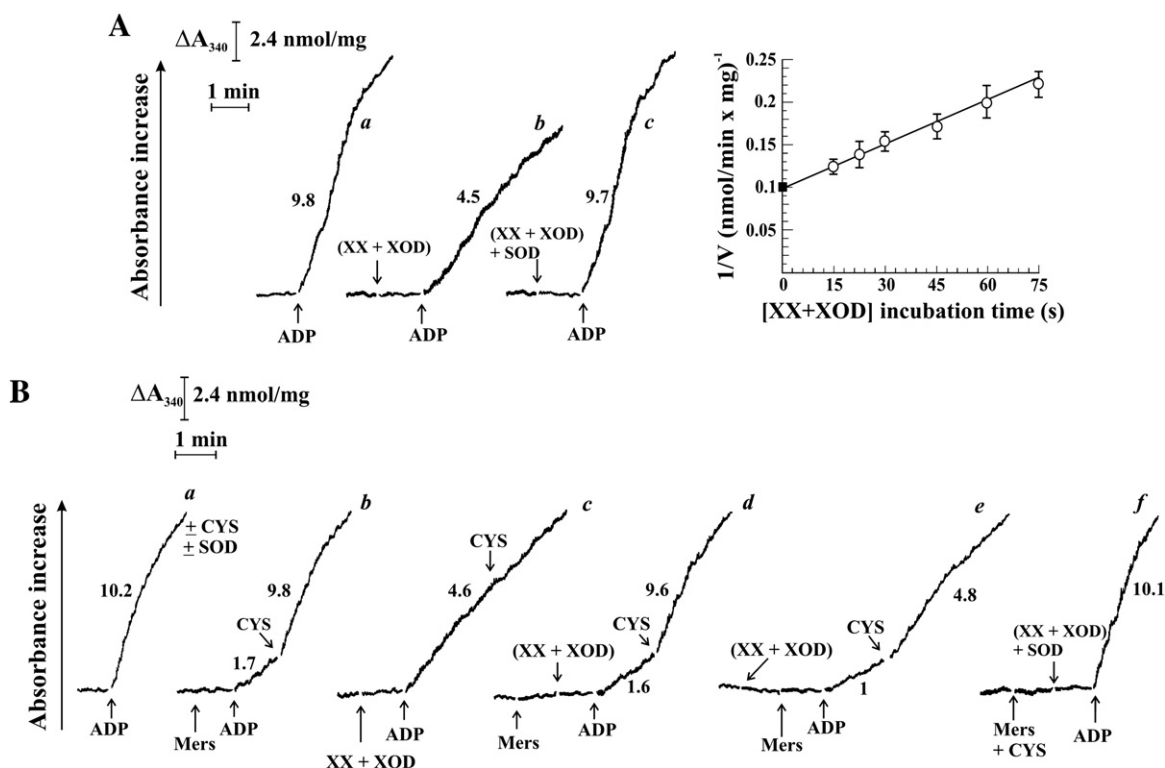 A
ΔA340 2.4 nmol/mg
1 min
Absorbance increase
a
9.8
ADP
b
4.5
(XX + XOD)
ADP
c
9.7
(XX + XOD)
+ SOD
ADP
1/V (nmol/min x mg)-1
0.25
0.2
0.15
0.1
0.05
0 15 30 45 60 75
[XX+XOD] incubation time (s)
B
ΔA340 2.4 nmol/mg
1 min
Absorbance increase
a
± CYS
± SOD
10.2
ADP
b
9.8
CYS
1.7
Mers
ADP
c
CYS
4.6
XX + XOD
ADP
d
9.6
CYS
(XX + XOD)
1.6
Mers
ADP
e
4.8
CYS
(XX + XOD)
1
Mers
ADP
f
10.1
(XX + XOD)
+ SOD
Mers
+ CYS
ADP